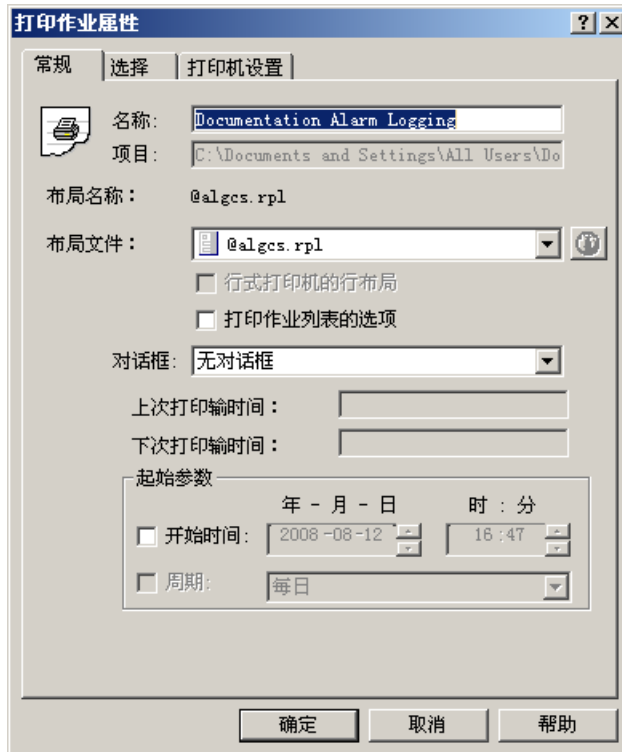 打印作业属性
常规 选择 打印机设置
名称: Documentation Alarm Logging
项目: C:\Documents and Settings\All Users\Do
布局名称： @algcs.rpl
布局文件： @algcs.rpl
行式打印机的行布局
打印作业列表的选项
对话框: 无对话框
上次打印输时间：
下次打印输时间：
起始参数
年 - 月 - 日 时 : 分
开始时间: 2008-08-12 16:47
周期: 每日
确定 取消 帮助